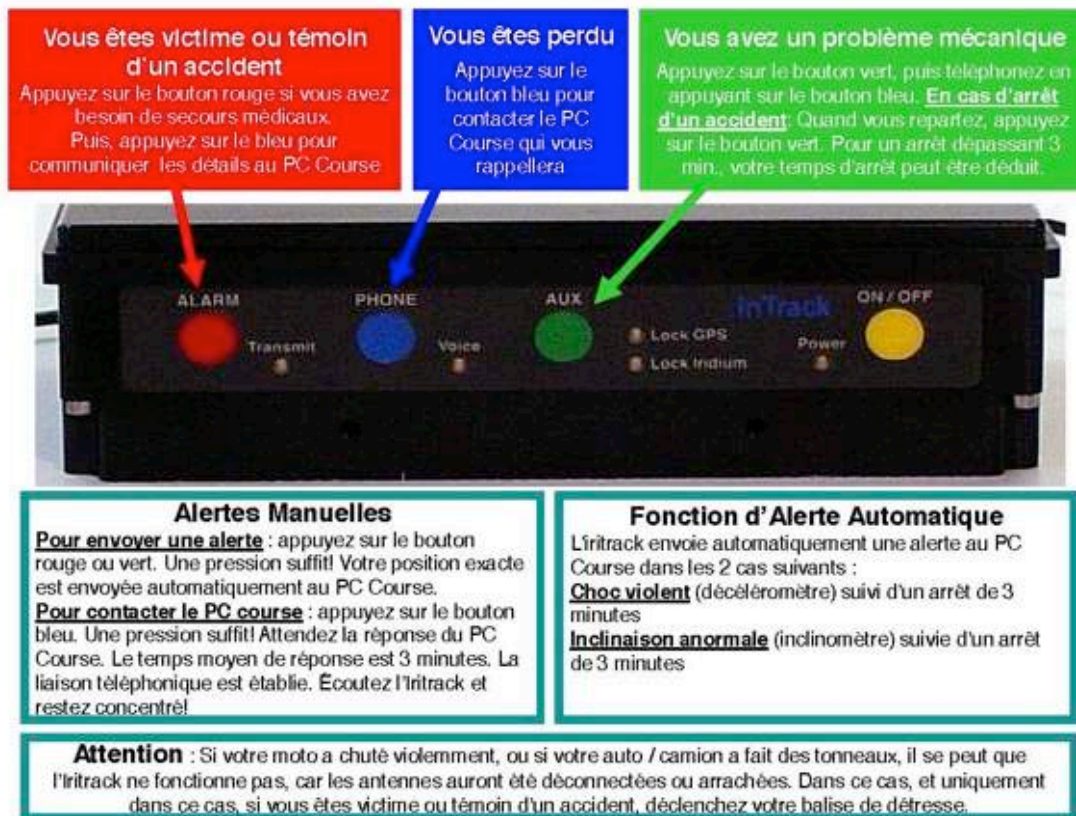 Vous êtes victime ou témoin
d'un accident
Appuyez sur le bouton rouge si vous avez
besoin de secours médicaux.
Puis, appuyez sur le bleu pour
communiquer les détails au PC Course
Vous êtes perdu
Appuyez sur le
bouton bleu pour
contacter le PC
Course qui vous
rappellera
Vous avez un problème mécanique
Appuyez sur le bouton vert, puis téléphonez en
appuyant sur le bouton bleu. En cas d'arrêt
d'un accident: Quand vous repartez, appuyez
sur le bouton vert. Pour un arrêt dépassant 3
min., votre temps d'arrêt peut être déduit.
ALARM
Transmit
PHONE
Voice
AUX
Lock GPS
Lock Iridium
in'Track
Power
ON / OFF
Alertes Manuelles
Pour envoyer une alerte : appuyez sur le bouton
rouge ou vert. Une pression suffit! Votre position exacte
est envoyée automatiquement au PC Course.
Pour contacter le PC course : appuyez sur le bouton
bleu. Une pression suffit! Attendez la réponse du PC
Course. Le temps moyen de réponse est 3 minutes. La
liaison téléphonique est établie. Écoutez l'Iritrack et
restez concentré!
Fonction d'Alerte Automatique
L'iritrack envoie automatiquement une alerte au PC
Course dans les 2 cas suivants :
Choc violent (décéléromètre) suivi d'un arrêt de 3
minutes
Inclinaison anormale (inclinomètre) suivie d'un arrêt
de 3 minutes
Attention : Si votre moto a chuté violemment, ou si votre auto / camion a fait des tonneaux, il se peut que
l'Iritrack ne fonctionne pas, car les antennes auront été déconnectées ou arrachées. Dans ce cas, et uniquement
dans ce cas, si vous êtes victime ou témoin d'un accident, déclenchez votre balise de détresse.